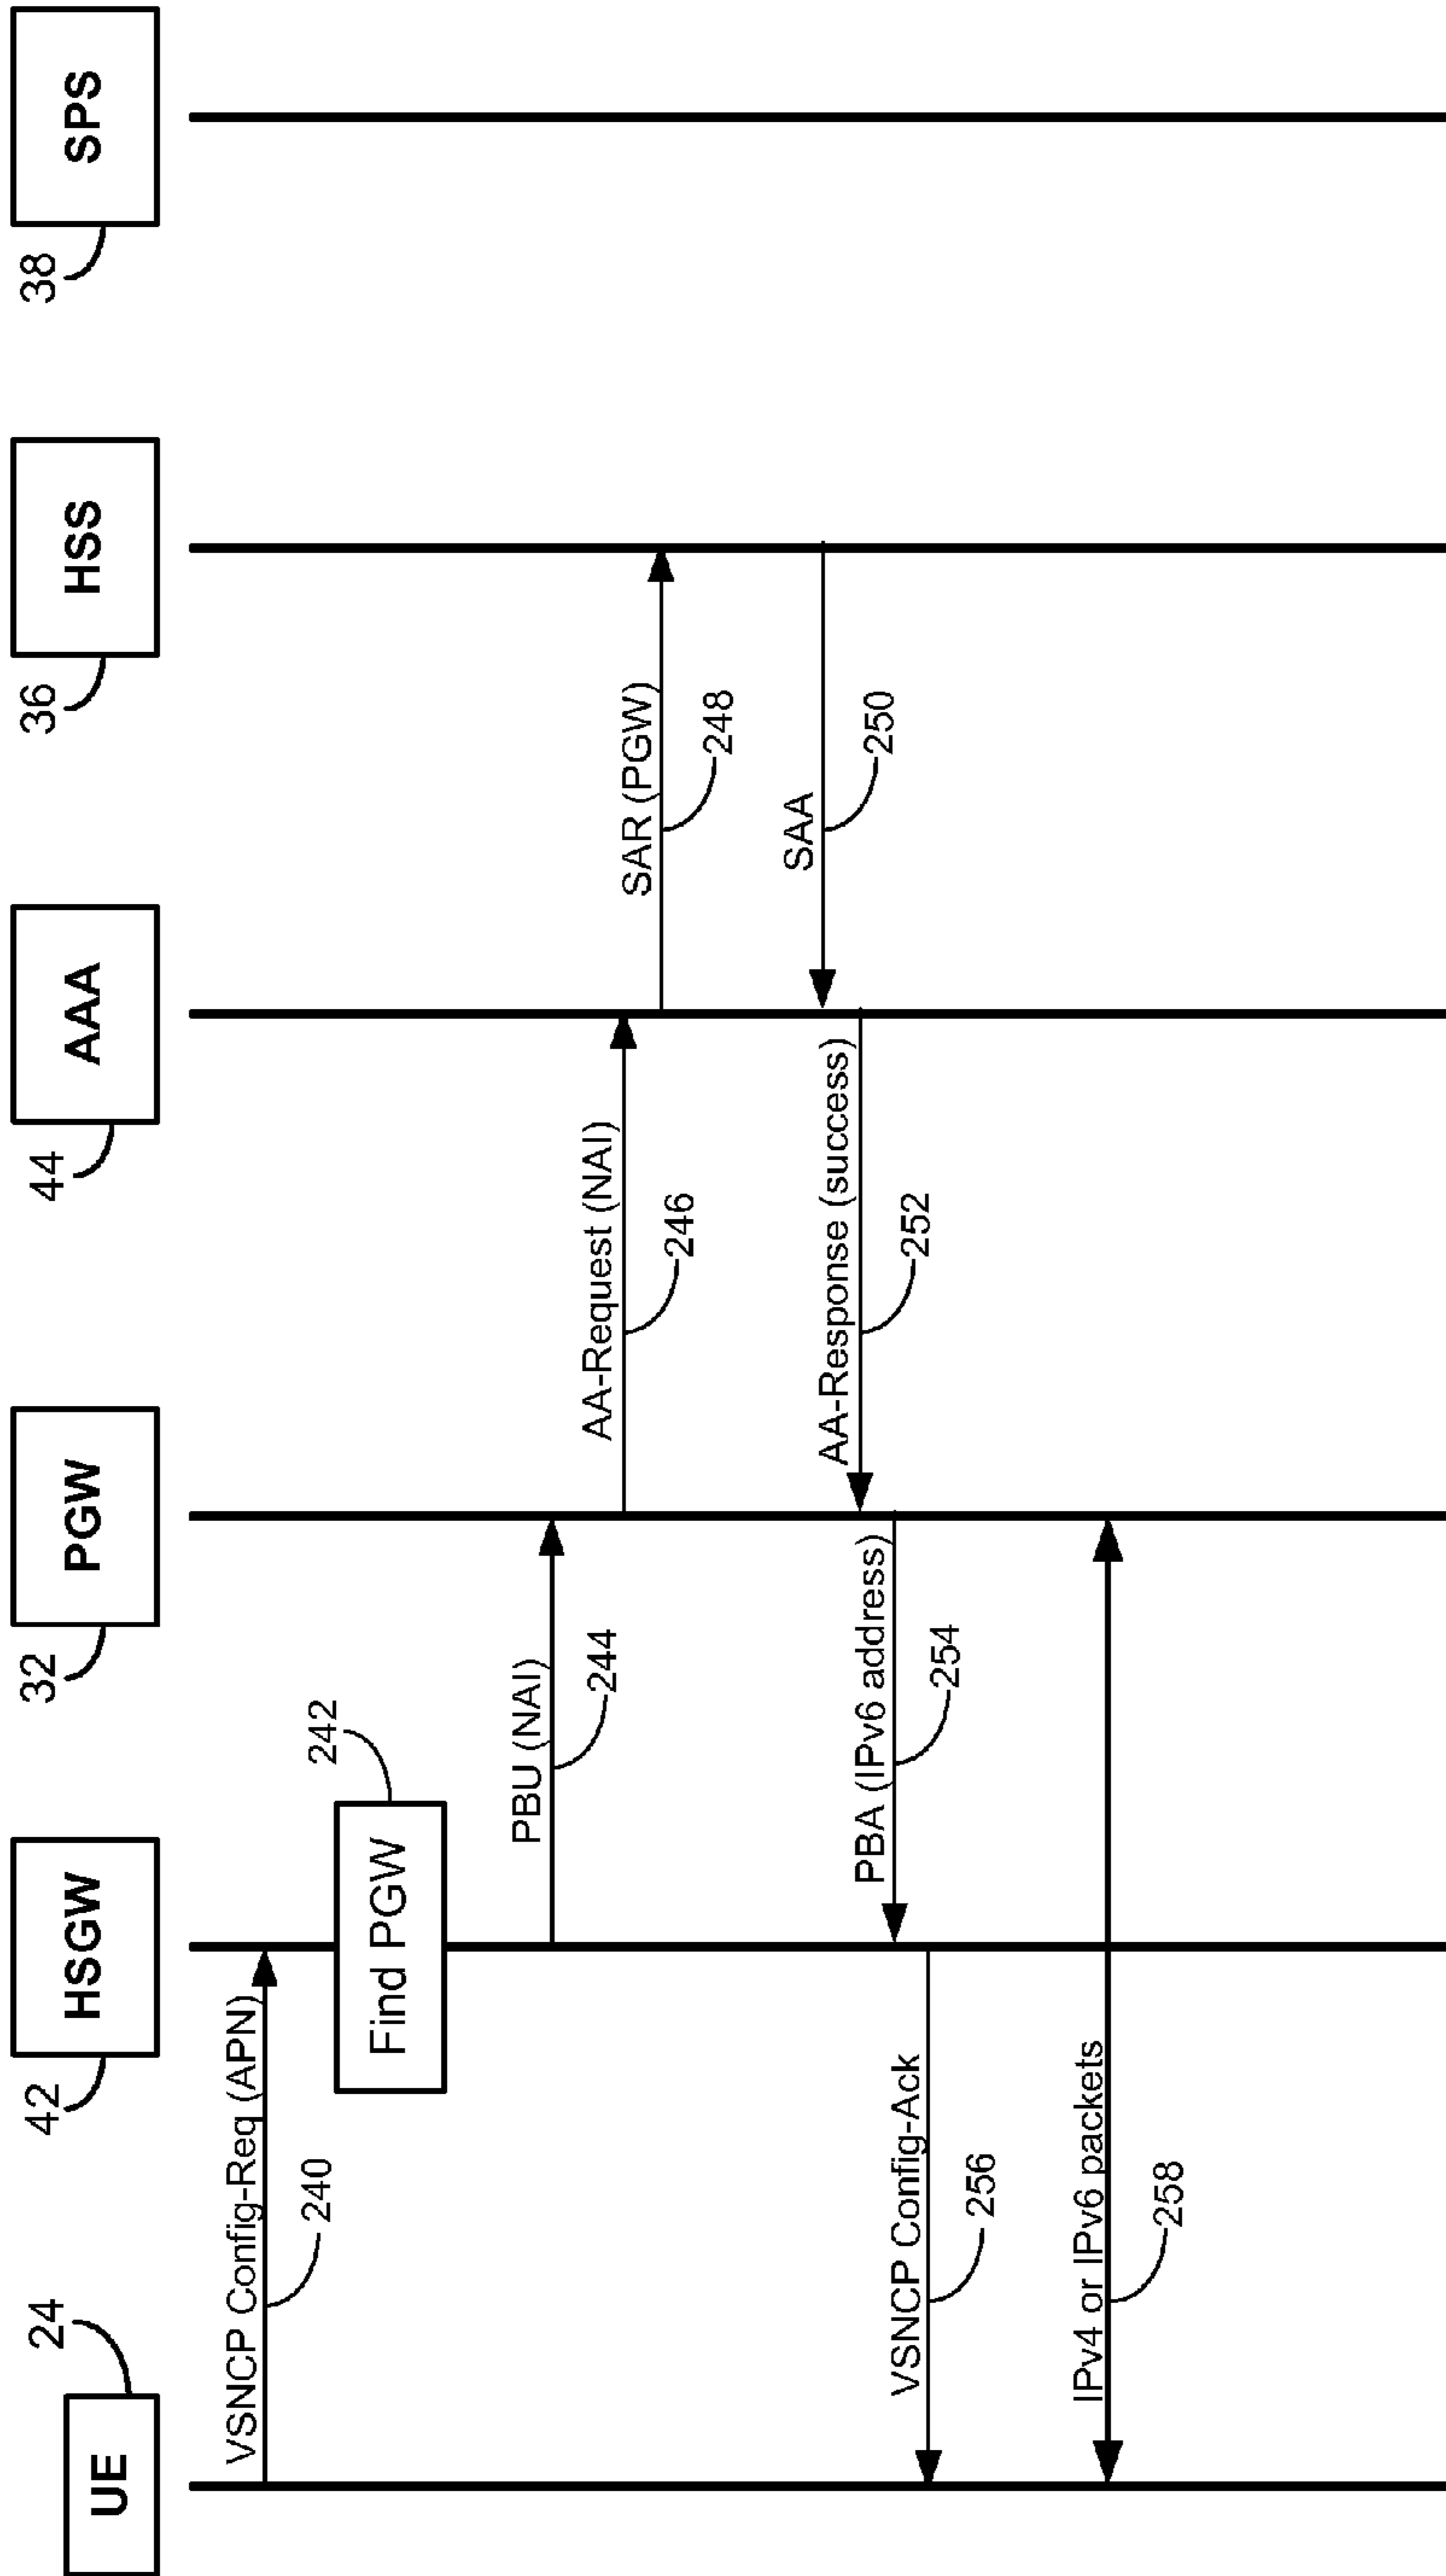 UE
24
HSGW
42
PGW
32
AAA
44
HSS
36
SPS
38
VSNCP Config-Req (APN)
240
Find PGW
242
PBU (NAI)
244
AA-Request (NAI)
246
SAR (PGW)
248
SAA
250
AA-Response (success)
252
PBA (IPv6 address)
254
VSNCP Config-Ack
256
IPv4 or IPv6 packets
258